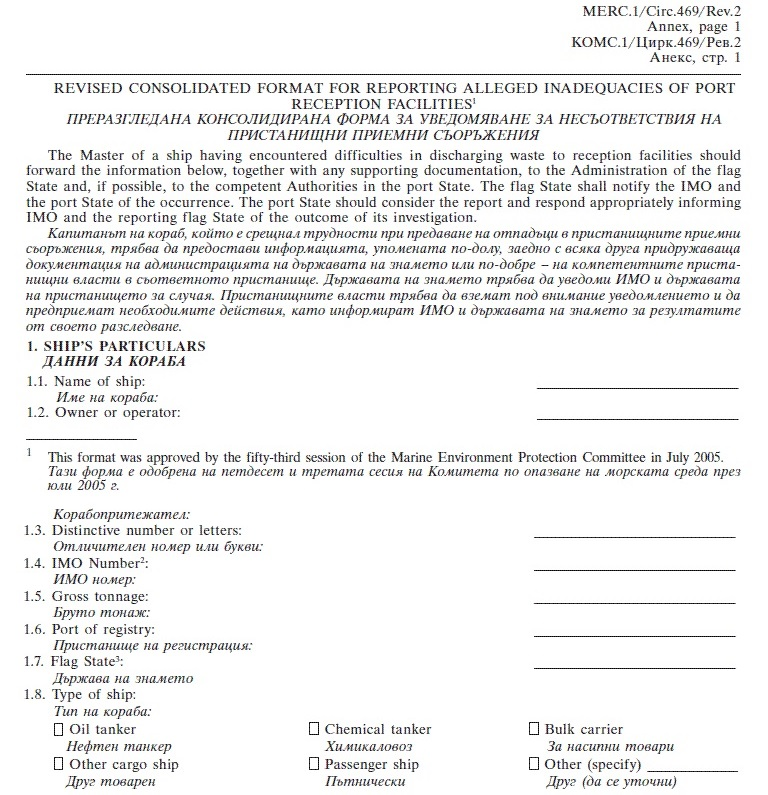 MERC.1/Circ.469/Rev.2
Annex, page 1
КОМС.1/Цирк.469/Рев.2
Анекс, стр. 1
REVISED CONSOLIDATED FORMAT FOR REPORTING ALLEGED INADEQUACIES OF PORT
RECEPTION FACILITIES¹
ПРЕРАЗГЛЕДАНА КОНСОЛИДИРАНА ФОРМА ЗА УВЕДОМЯВАНЕ ЗА НЕСЪОТВЕТСТВИЯ НА
ПРИСТАНИЩНИ ПРИЕМНИ СЪОРЪЖЕНИЯ
The Master of a ship having encountered difficulties in discharging waste to reception facilities should
forward the information below, together with any supporting documentation, to the Administration of the flag
State and, if possible, to the competent Authorities in the port State. The flag State shall notify the IMO and
the port State of the occurrence. The port State should consider the report and respond appropriately informing
IMO and the reporting flag State of the outcome of its investigation.
Капитанът на кораб, който е срещнал трудности при предаване на отпадъци в пристанищните приемни
съоръжения, трябва да предостави информацията, упомената по-долу, заедно с всяка друга придружаваща
документация на администрацията на държавата на знамето или по-добре – на компетентните приста-
нищни власти в съответното пристанище. Държавата на знамето трябва да уведоми ИМО и държавата
на пристанището за случая. Пристанищните власти трябва да вземат под внимание уведомлението и да
предприемат необходимите действия, като информират ИМО и държавата на знамето за резултатите
от своето разследване.
1. SHIP'S PARTICULARS
ДАННИ ЗА КОРАБА
1.1. Name of ship:
Име на кораба:
1.2. Owner or operator:
¹ This format was approved by the fifty-third session of the Marine Environment Protection Committee in July 2005.
Тази форма е одобрена на петдесет и третата сесия на Комитета по опазване на морската среда през
юли 2005 г.
Корабопритежател:
1.3. Distinctive number or letters:
Отличителен номер или букви:
1.4. IMO Number²:
ИМО номер:
1.5. Gross tonnage:
Бруто тонаж:
1.6. Port of registry:
Пристанище на регистрация:
1.7. Flag State³:
Държава на знамето
1.8. Type of ship:
Тип на кораба:
Oil tanker Chemical tanker Bulk carrier
Нефтен танкер Химикаловоз За насипни товари
Other cargo ship Passenger ship Other (specify)
Друг товарен Пътнически Друг (да се уточни)